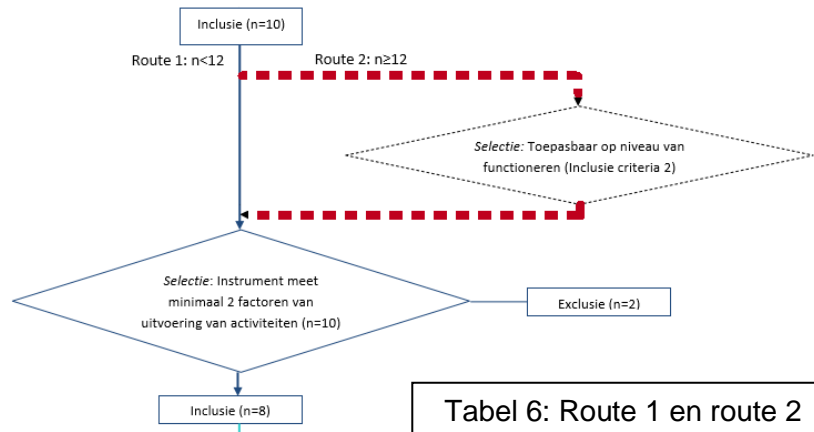 Inclusie (n=10)
Route 1: n<12
Route 2: n≥12
Selectie: Toepasbaar op niveau van
functioneren (Inclusie criteria 2)
Selectie: Instrument meet
minimaal 2 factoren van
uitvoering van activiteiten (n=10)
Exclusie (n=2)
Inclusie (n=8)
Tabel 6: Route 1 en route 2